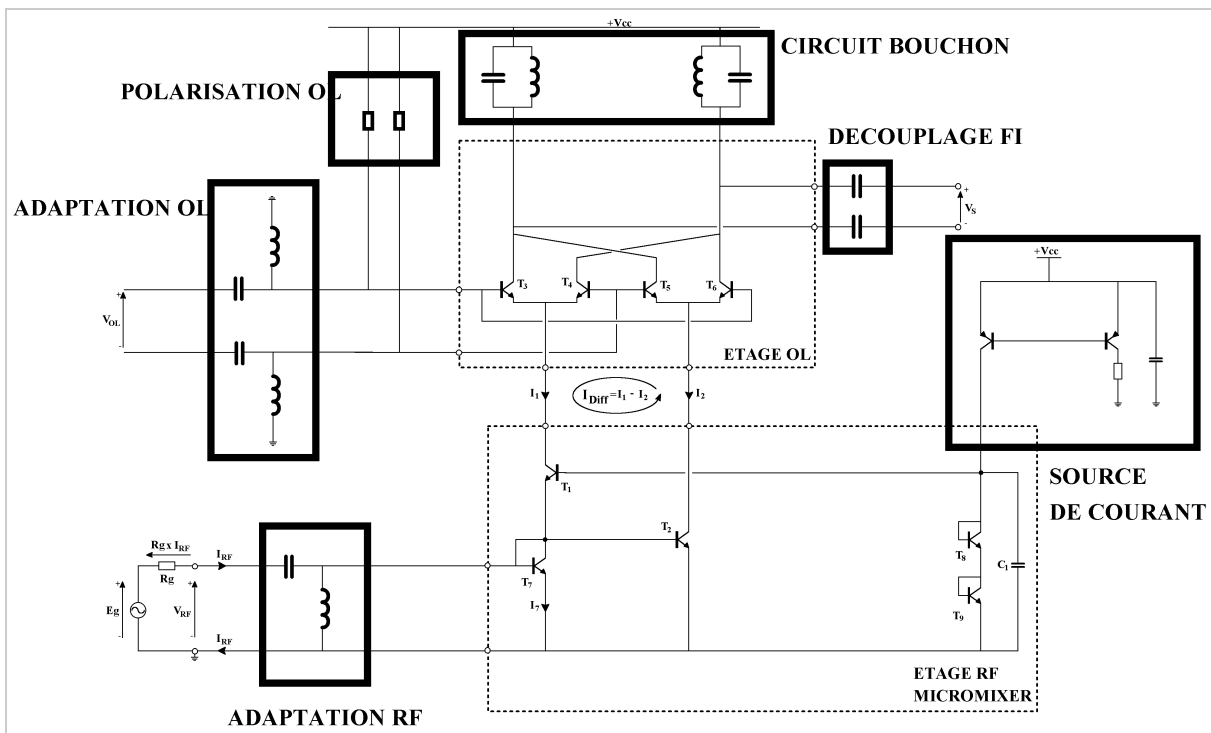 +Vcc
CIRCUIT BOUCHON
POLARISATION OL
DECOUPLAGE FI
ADAPTATION OL
+
VS
-
+Vcc
T3
T4
T5
T6
+
VOL
-
ETAGE OL
I1
IDiff=I1 - I2
I2
SOURCE
DE COURANT
T1
T2
Rg x IRF
IRF
Rg
T7
T8
C1
+
Eg
-
+
VRF
-
I7
T9
IRF
ETAGE RF
MICROMIXER
ADAPTATION RF